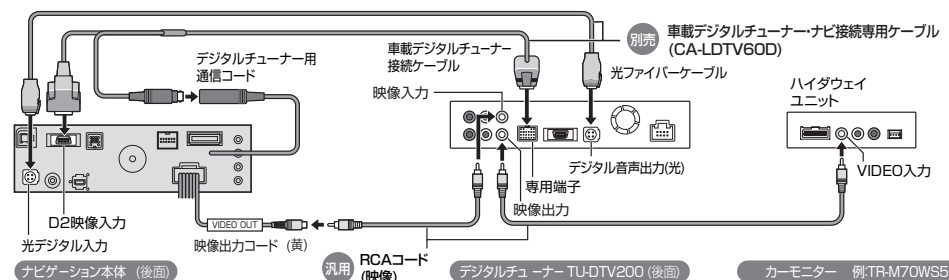 別売 車載デジタルチューナー・ナビ接続専用ケーブル
(CA-LDTV60D)
デジタルチューナー用
通信コード
車載デジタルチューナー
接続ケーブル
光ファイバーケーブル
映像入力
ハイダウェイ
ユニット
デジタル音声出力(光)
VIDEO入力
専用端子
映像出力
D2映像入力
光デジタル入力
VIDEO OUT
映像出力コード (黄)
汎用 RCAコード
(映像)
ナビゲーション本体 (後面)
デジタルチューナー TU-DTV200 (後面)
カーモニター 例:TR-M70WS5